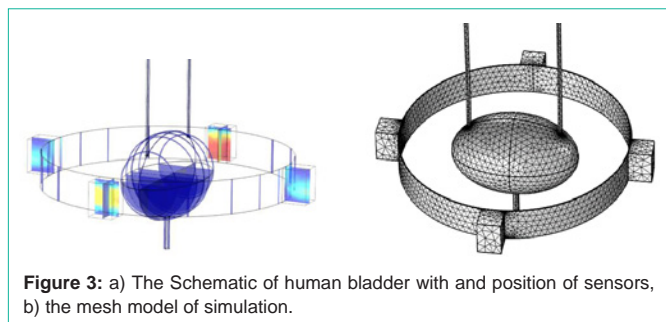 Figure 3: a) The Schematic of human bladder with and position of sensors,
b) the mesh model of simulation.